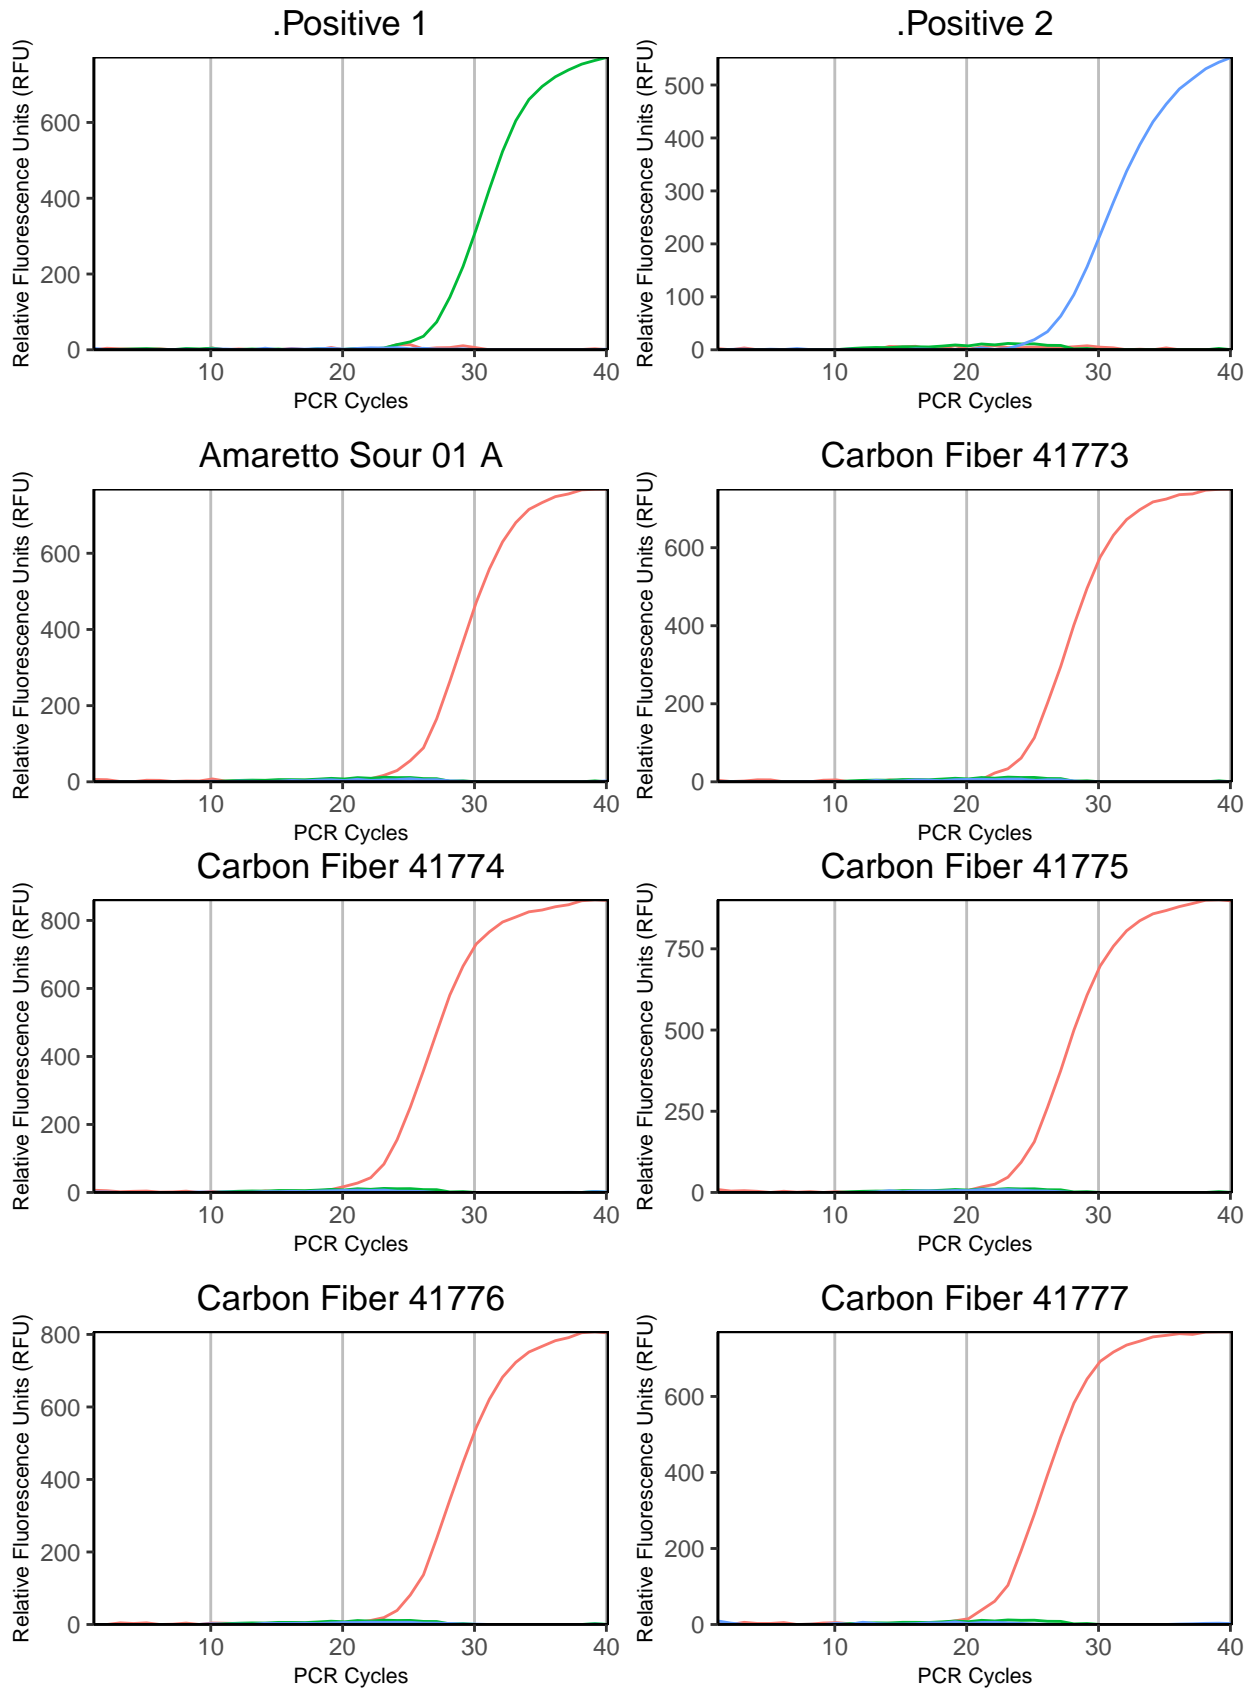 .Positive 1
Relative Fluorescence Units (RFU)
600
400
200
0
10 20 30 40
PCR Cycles
.Positive 2
Relative Fluorescence Units (RFU)
500
400
300
200
100
0
10 20 30 40
PCR Cycles
Amaretto Sour 01 A
Relative Fluorescence Units (RFU)
600
400
200
0
10 20 30 40
PCR Cycles
Carbon Fiber 41773
Relative Fluorescence Units (RFU)
600
400
200
0
10 20 30 40
PCR Cycles
Carbon Fiber 41774
Relative Fluorescence Units (RFU)
800
600
400
200
0
10 20 30 40
PCR Cycles
Carbon Fiber 41775
Relative Fluorescence Units (RFU)
750
500
250
0
10 20 30 40
PCR Cycles
Carbon Fiber 41776
Relative Fluorescence Units (RFU)
800
600
400
200
0
10 20 30 40
PCR Cycles
Carbon Fiber 41777
Relative Fluorescence Units (RFU)
600
400
200
0
10 20 30 40
PCR Cycles